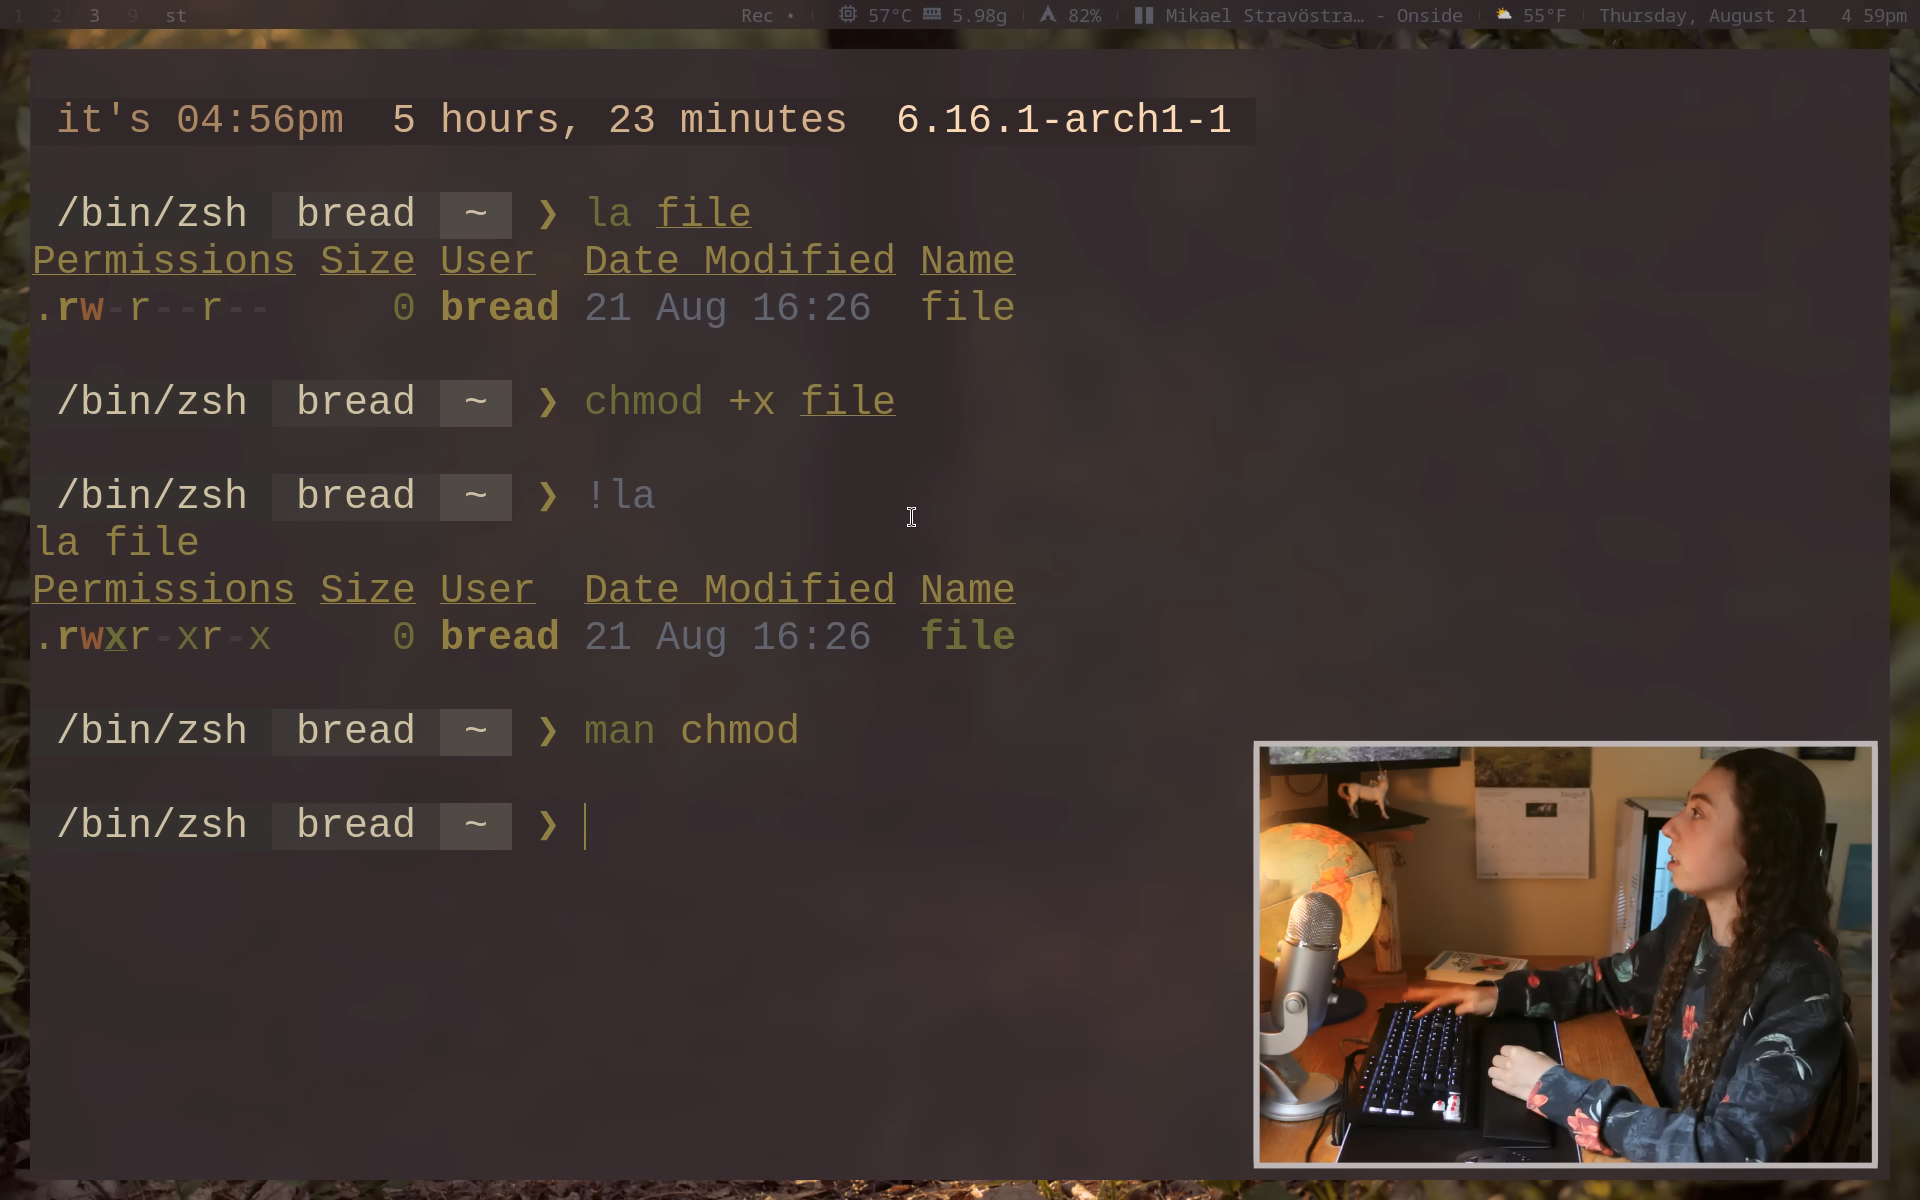 1 2 3 9 st Rec • 57°C 5.98g 82% Mikael Stravöstra… - Onside 55°F Thursday, August 21 4 59pm
it's 04:56pm 5 hours, 23 minutes 6.16.1-arch1-1
/bin/zsh bread ~ ❯ la file
Permissions Size User Date Modified Name
.rw-r--r-- 0 bread 21 Aug 16:26 file
/bin/zsh bread ~ ❯ chmod +x file
/bin/zsh bread ~ ❯ !la
la file
Permissions Size User Date Modified Name
.rwxr-xr-x 0 bread 21 Aug 16:26 file
/bin/zsh bread ~ ❯ man chmod
/bin/zsh bread ~ ❯